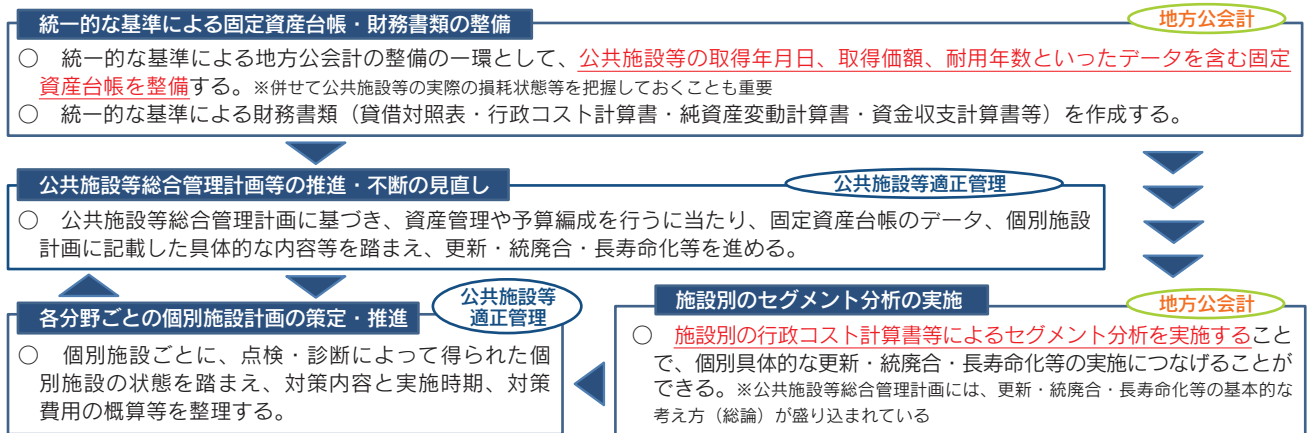 統一的な基準による固定資産台帳・財務書類の整備
地方公会計
○ 統一的な基準による地方公会計の整備の一環として、公共施設等の取得年月日、取得価額、耐用年数といったデータを含む固定
資産台帳を整備する。※併せて公共施設等の実際の損耗状態等を把握しておくことも重要
○ 統一的な基準による財務書類（貸借対照表・行政コスト計算書・純資産変動計算書・資金収支計算書等）を作成する。
公共施設等総合管理計画等の推進・不断の見直し
公共施設等適正管理
○ 公共施設等総合管理計画に基づき、資産管理や予算編成を行うに当たり、固定資産台帳のデータ、個別施設
計画に記載した具体的な内容等を踏まえ、更新・統廃合・長寿命化等を進める。
各分野ごとの個別施設計画の策定・推進
公共施設等
適正管理
○ 個別施設ごとに、点検・診断によって得られた個
別施設の状態を踏まえ、対策内容と実施時期、対策
費用の概算等を整理する。
施設別のセグメント分析の実施
地方公会計
○ 施設別の行政コスト計算書等によるセグメント分析を実施すること
で、個別具体的な更新・統廃合・長寿命化等の実施につなげることが
できる。※公共施設等総合管理計画には、更新・統廃合・長寿命化等の基本的な
考え方（総論）が盛り込まれている